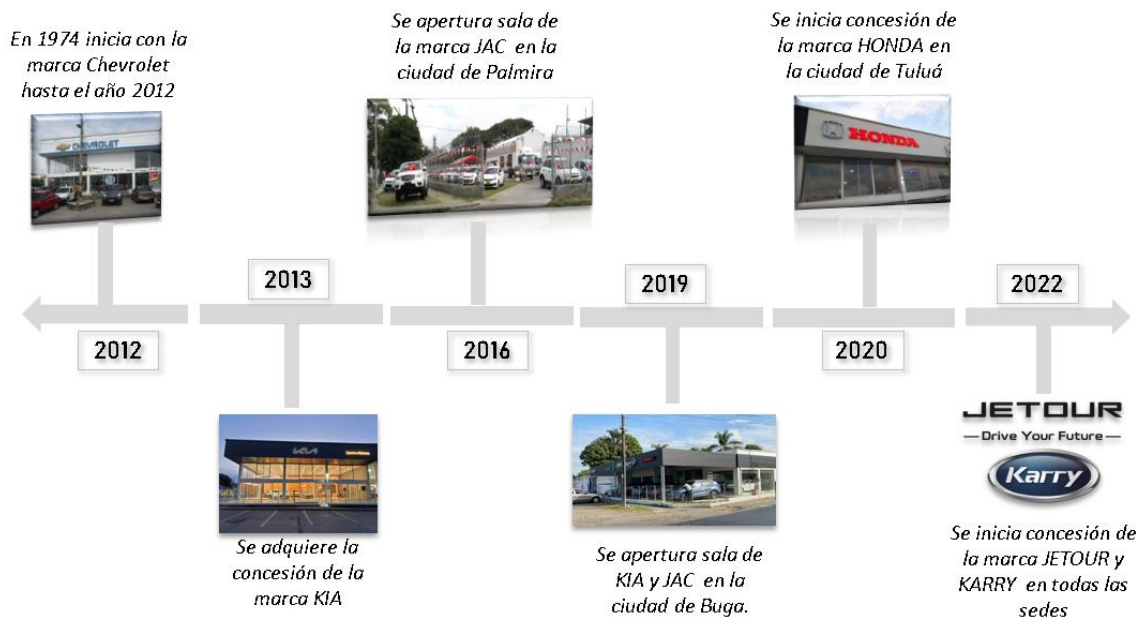 En 1974 inicia con la
marca Chevrolet
hasta el año 2012
CHEVROLET
2012
2013
KIA
Se adquiere la
concesión de la
marca KIA
Se apertura sala de
la marca JAC en la
ciudad de Palmira
2016
2019
Se apertura sala de
KIA y JAC en la
ciudad de Buga.
Se inicia concesión de
la marca HONDA en
la ciudad de Tuluá
HONDA
2020
2022
JETOUR
Drive Your Future
Karry
Se inicia concesión de
la marca JETOUR y
KARRY en todas las
sedes